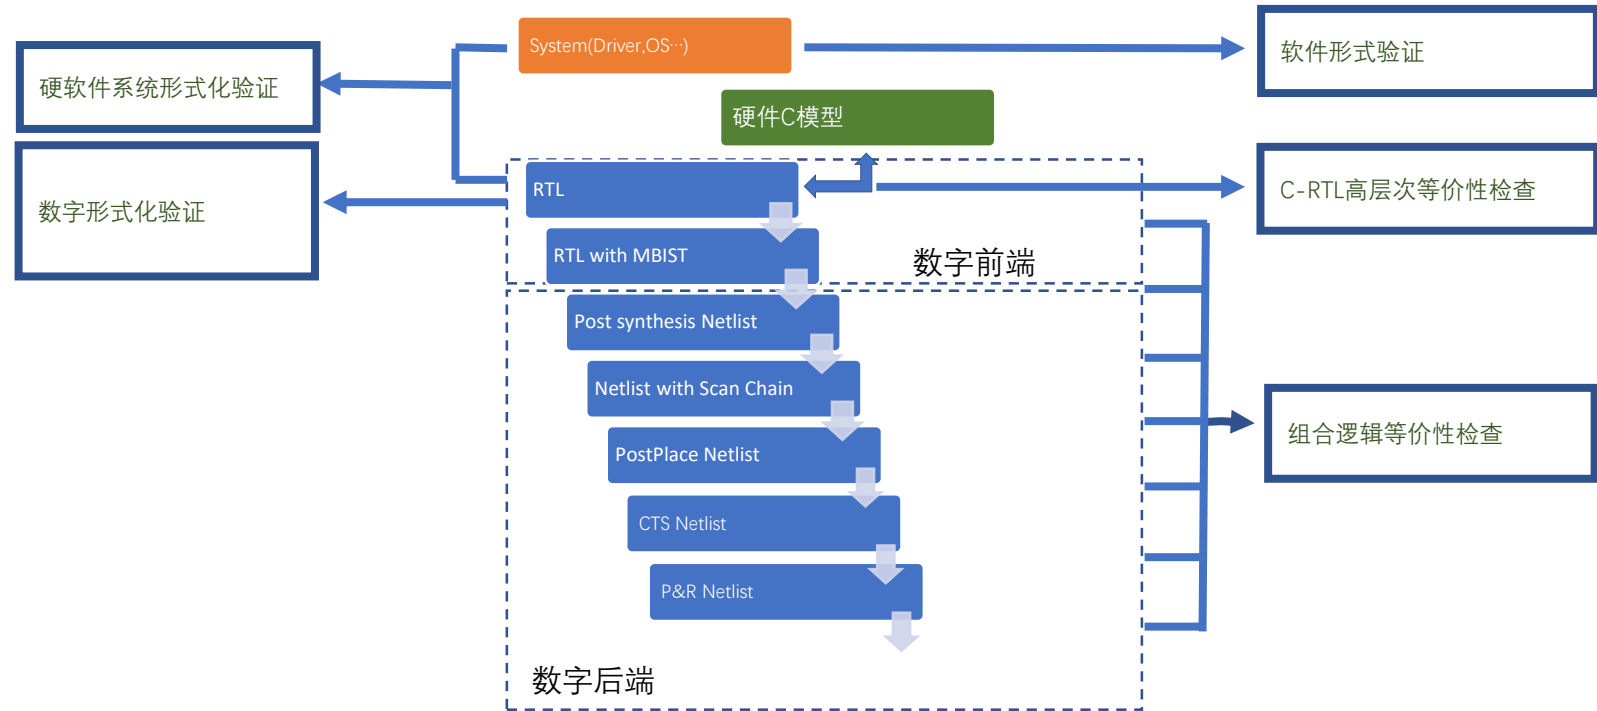 System(Driver,OS…)
硬软件系统形式化验证
软件形式验证
硬件C模型
RTL
数字形式化验证
C-RTL高层次等价性检查
RTL with MBIST
数字前端
Post synthesis Netlist
Netlist with Scan Chain
组合逻辑等价性检查
PostPlace Netlist
CTS Netlist
P&R Netlist
数字后端